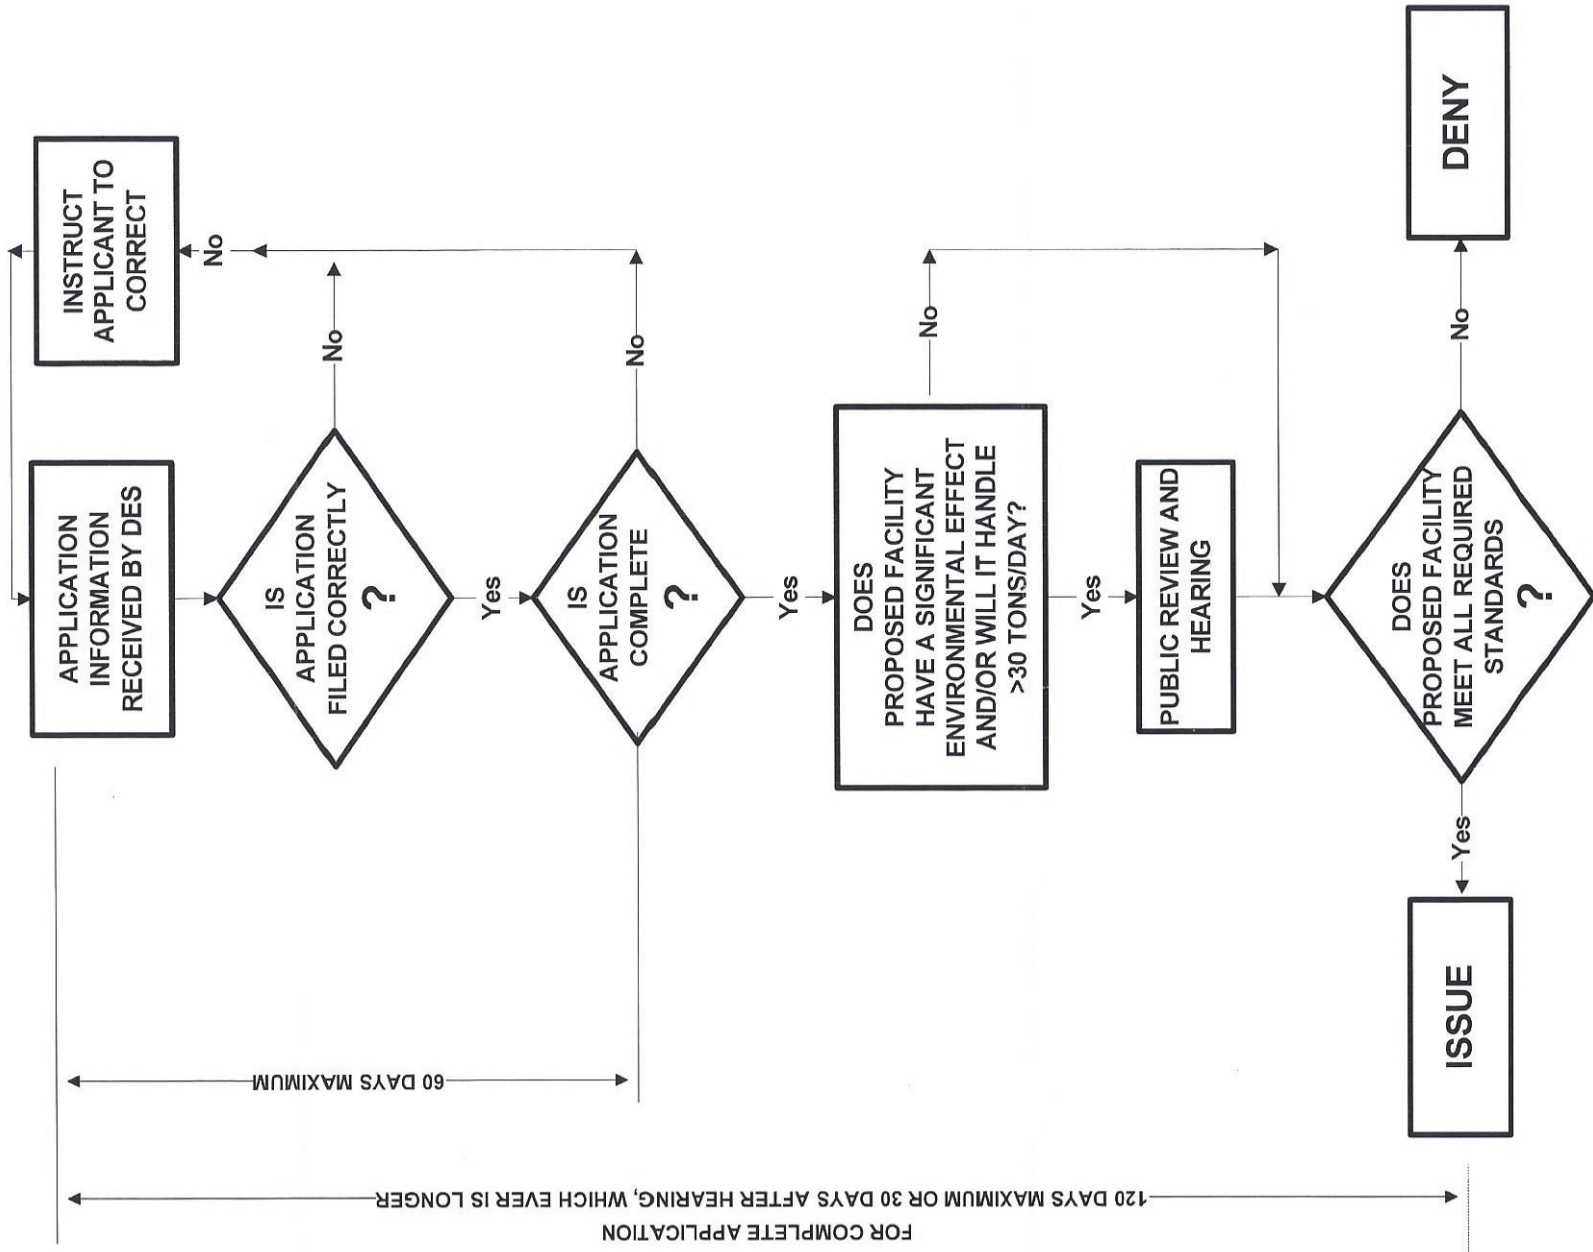 APPLICATION
INFORMATION
RECEIVED BY DES
INSTRUCT
APPLICANT TO
CORRECT
IS
APPLICATION
FILED CORRECTLY
?
No
No
Yes
IS
APPLICATION
COMPLETE
?
No
Yes
DOES
PROPOSED FACILITY
HAVE A SIGNIFICANT
ENVIRONMENTAL EFFECT
AND/OR WILL IT HANDLE
>30 TONS/DAY?
No
Yes
PUBLIC REVIEW AND
HEARING
DOES
PROPOSED FACILITY
MEET ALL REQUIRED
STANDARDS
?
No
DENY
Yes
ISSUE
60 DAYS MAXIMUM
120 DAYS MAXIMUM OR 30 DAYS AFTER HEARING, WHICH EVER IS LONGER
FOR COMPLETE APPLICATION